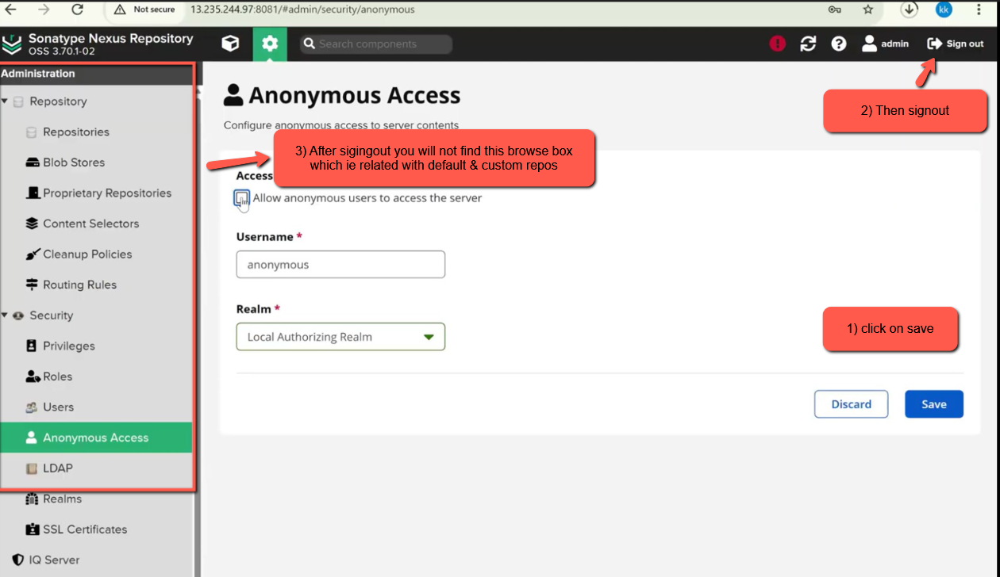 Not secure
13.235.244.97:8081/#admin/security/anonymous
kk
Sonatype Nexus Repository
OSS 3.70.1-02
Search components
admin
Sign out
Administration
Repository
Repositories
Blob Stores
Proprietary Repositories
Content Selectors
Cleanup Policies
Routing Rules
Security
Privileges
Roles
Users
Anonymous Access
LDAP
Realms
SSL Certificates
IQ Server
Anonymous Access
Configure anonymous access to server contents
2) Then signout
3) After sigingout you will not find this browse box
which ie related with default & custom repos
Access
Allow anonymous users to access the server
Username *
anonymous
Realm *
Local Authorizing Realm
1) click on save
Discard
Save